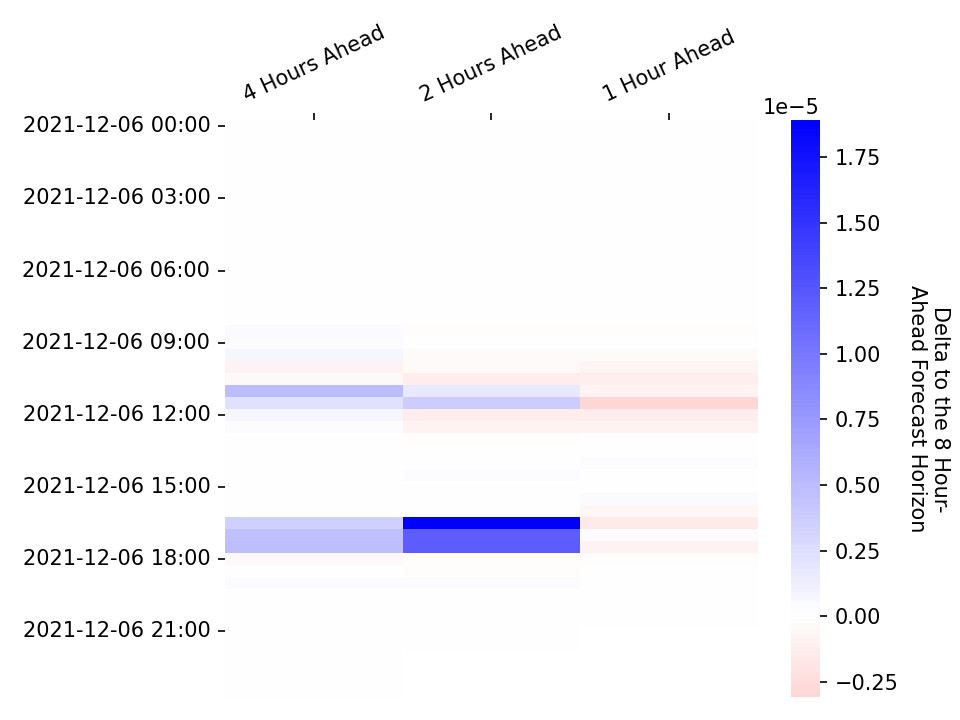 4 Hours Ahead
2 Hours Ahead
1 Hour Ahead
2021-12-06 00:00
2021-12-06 03:00
2021-12-06 06:00
2021-12-06 09:00
2021-12-06 12:00
2021-12-06 15:00
2021-12-06 18:00
2021-12-06 21:00
1e−5
1.75
1.50
1.25
1.00
0.75
0.50
0.25
0.00
−0.25
Delta to the 8 Hour-
Ahead Forecast Horizon